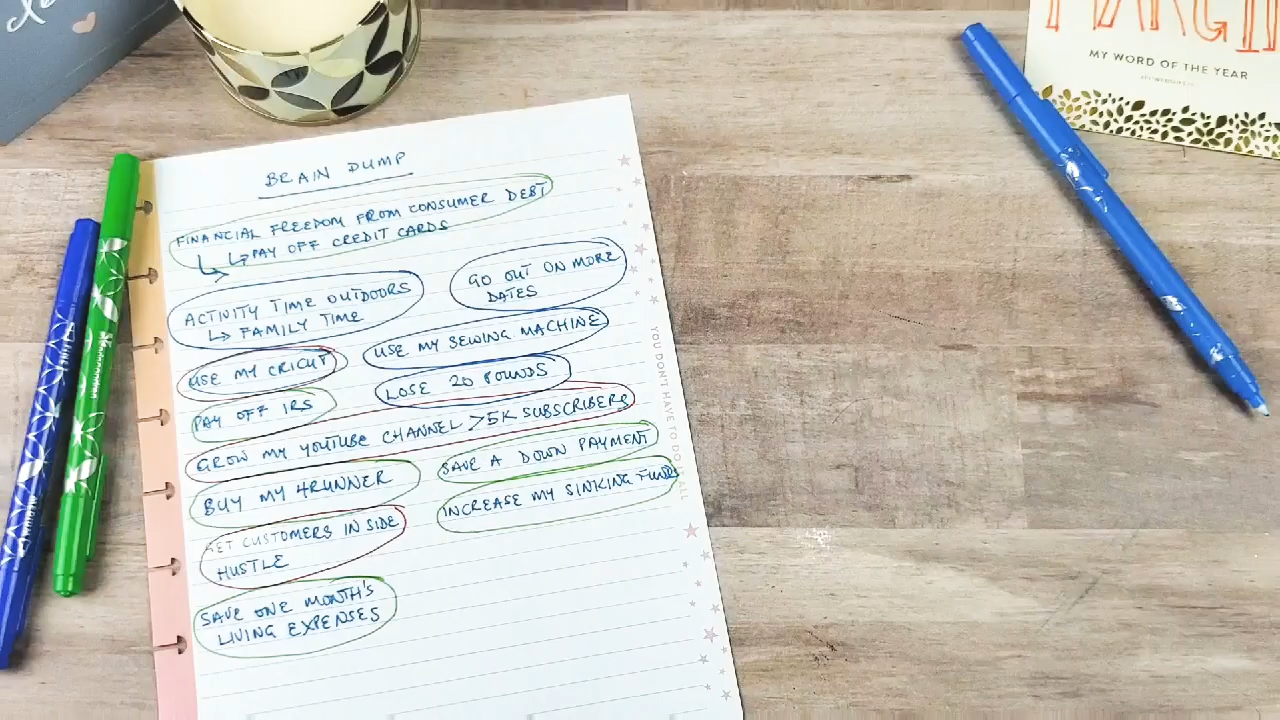 BRAIN DUMP
FINANCIAL FREEDOM FROM CONSUMER DEBT
↳ PAY OFF CREDIT CARDS
GO OUT ON MORE
DATES
ACTIVITY TIME OUTDOORS
↳ FAMILY TIME
USE MY SEWING MACHINE
USE MY CRICUT
LOSE 20 POUNDS
PAY OFF IRS
GROW MY YOUTUBE CHANNEL >5K SUBSCRIBERS
SAVE A DOWN PAYMENT
BUY MY 4RUNNER
INCREASE MY SINKING FUNDS
GET CUSTOMERS IN SIDE
HUSTLE
SAVE ONE MONTH'S
LIVING EXPENSES
YOU DON'T HAVE TO DO IT ALL
MY WORD OF THE YEAR